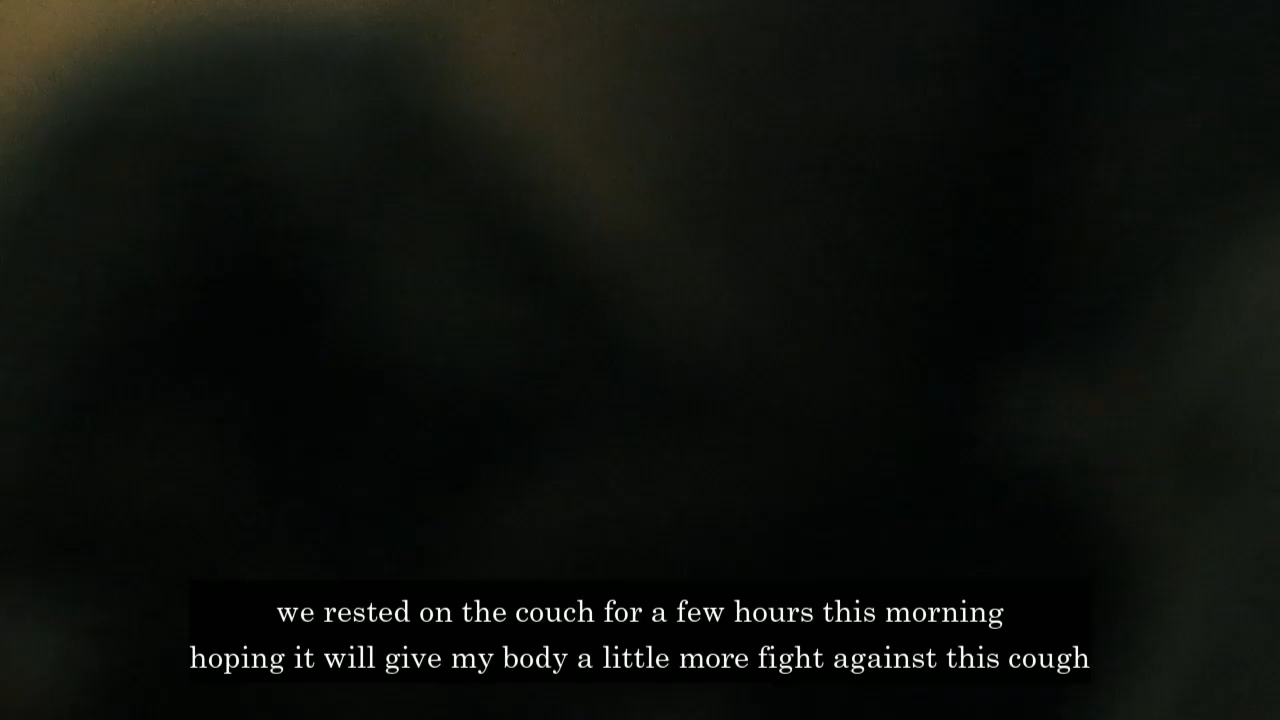 we rested on the couch for a few hours this morning
hoping it will give my body a little more fight against this cough